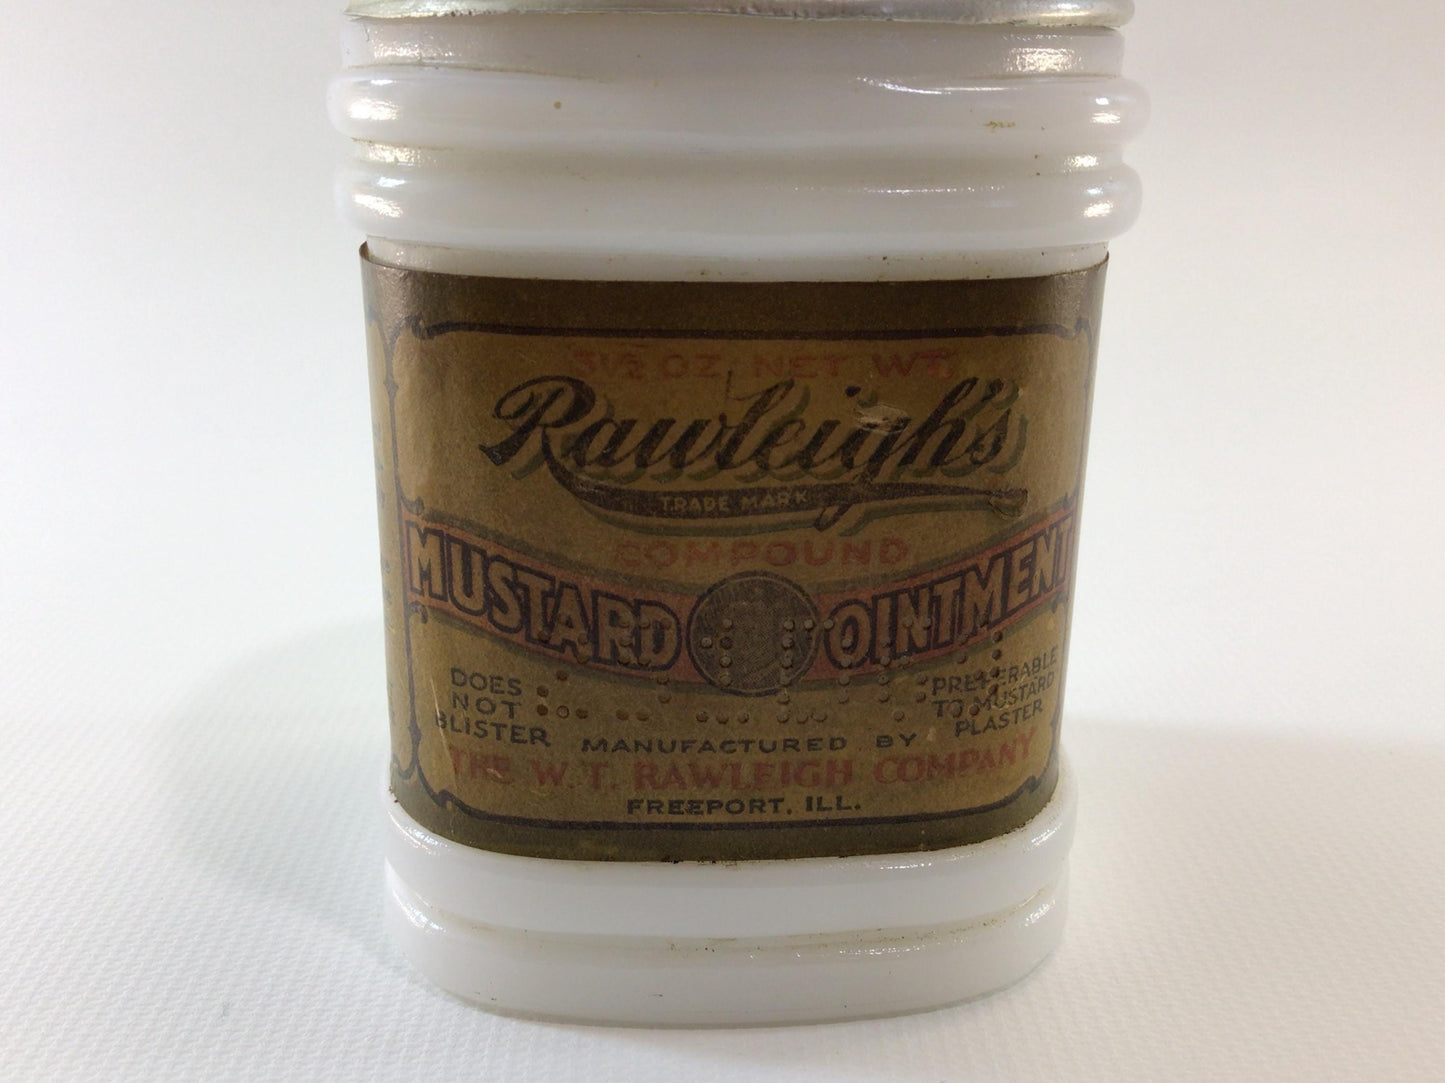 3½ OZ. NET WT.
Rawleigh's
TRADE MARK
COMPOUND
MUSTARD OINTMENT
DOES NOT BLISTER
PREFERABLE TO MUSTARD PLASTER
MANUFACTURED BY
THE W.T. RAWLEIGH COMPANY
FREEPORT, ILL.